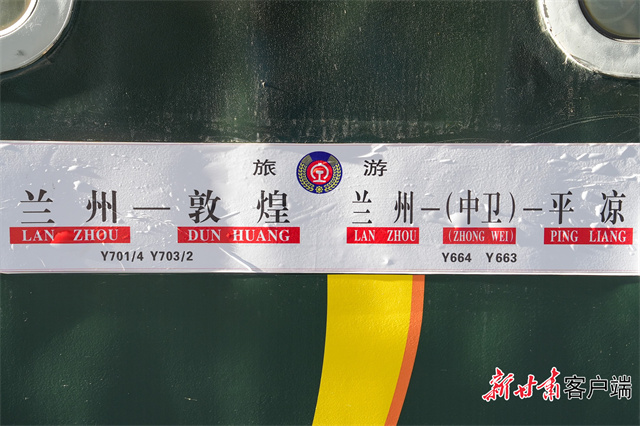 旅 游
兰 州 — 敦 煌 兰 州 — (中 卫) — 平 凉
LAN ZHOU DUN HUANG LAN ZHOU (ZHONG WEI) PING LIANG
Y701/4 Y703/2 Y664 Y663
新甘肃客户端